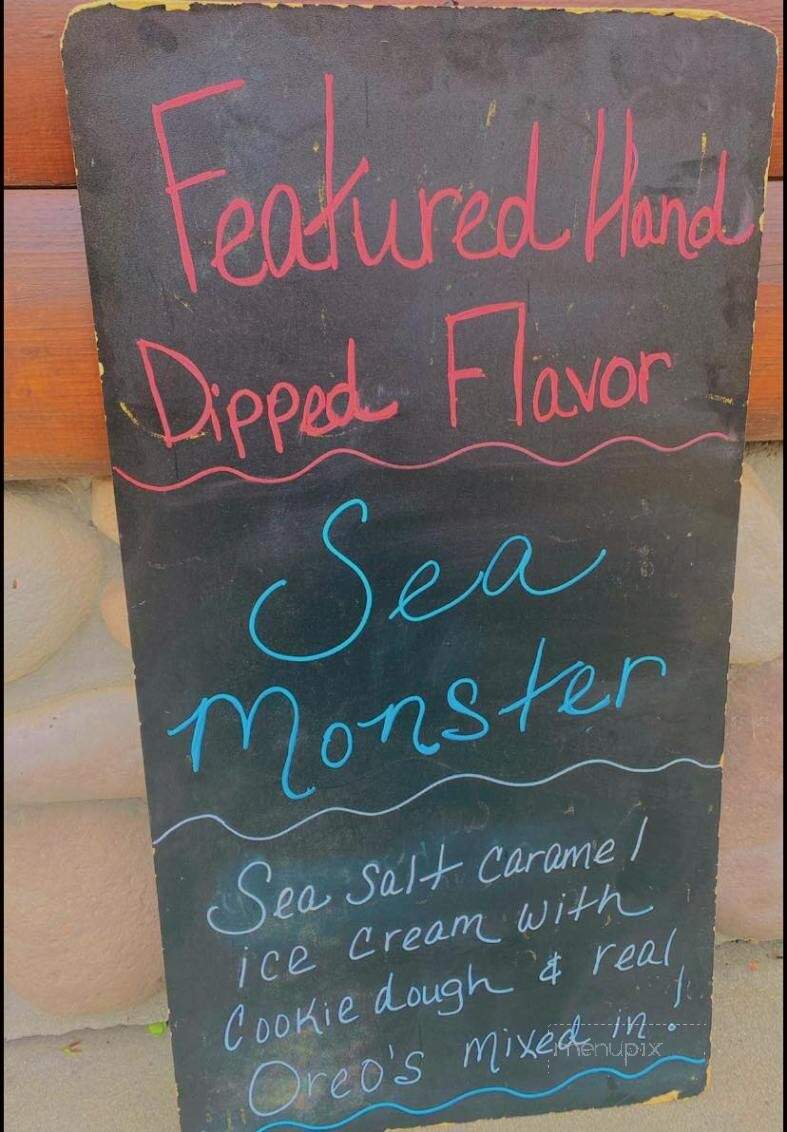 Featured Hand
Dipped Flavor
Sea
Monster
Sea Salt Caramel
ice cream with
Cookie dough & real
Oreo's mixed in!
menupix